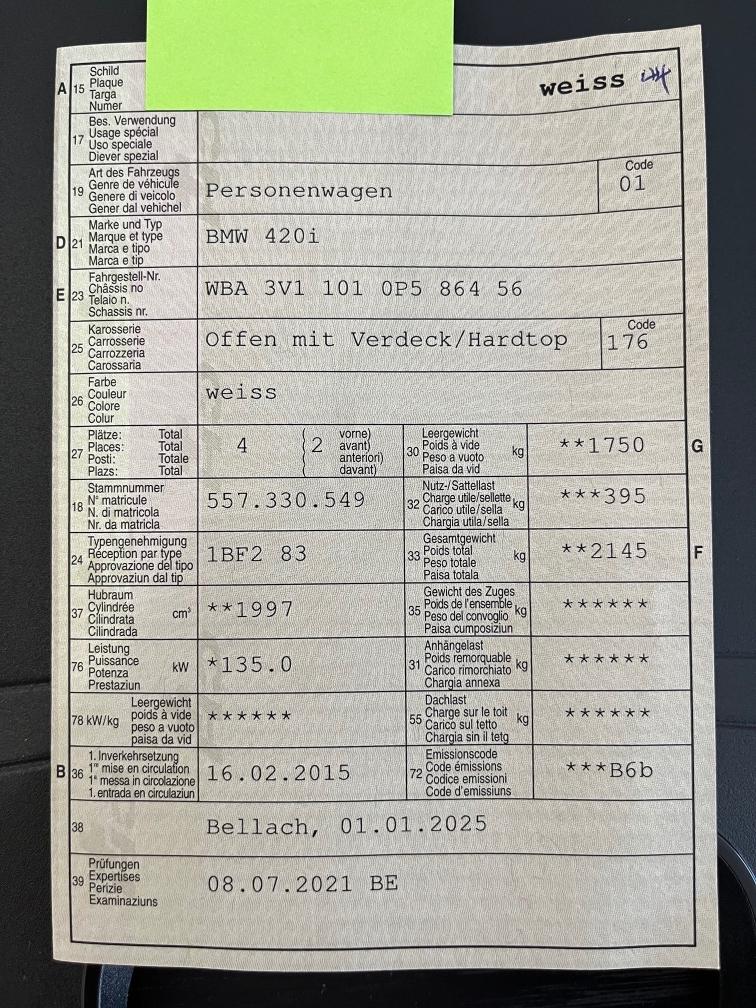 A 15 Schild
Plaque
Targa
Numer
weiss
17 Bes. Verwendung
Usage spécial
Uso speciale
Diever spezial
19 Art des Fahrzeugs
Genre de véhicule
Genere di veicolo
Gener dal vehichel
Personenwagen
Code
01
D 21 Marke und Typ
Marque et type
Marca e tipo
Marca e tip
BMW 420i
E 23 Fahrgestell-Nr.
Châssis no
Telaio n.
Schassis nr.
WBA 3V1 101 0P5 864 56
25 Karosserie
Carrosserie
Carrozzeria
Carossaria
Offen mit Verdeck/Hardtop
Code
176
26 Farbe
Couleur
Colore
Colur
weiss
27 Plätze: Total
Places: Total
Posti: Totale
Plazs: Total
4 2 vorne)
avant)
anteriori)
davant)
30 Leergewicht
Poids à vide
Peso a vuoto
Paisa da vid
kg
**1750 G
18 Stammnummer
N° matricule
N. di matricola
Nr. da matricla
557.330.549
32 Nutz-/Sattellast
Charge utile/sellette
Carico utile/sella
Chargia utila/sella
kg
***395
24 Typengenehmigung
Réception par type
Approvazione del tipo
Approvaziun dal tip
1BF2 83
33 Gesamtgewicht
Poids total
Peso totale
Paisa totala
kg
**2145 F
37 Hubraum
Cylindrée
Cilindrata
Cilindrada
cm³
**1997
35 Gewicht des Zuges
Poids de l'ensemble
Peso del convoglio
Paisa cumposiziun
kg
******
76 Leistung
Puissance
Potenza
Prestaziun
kW
*135.0
31 Anhängelast
Poids remorquable
Carico rimorchiato
Chargia annexa
kg
******
78 kW/kg Leergewicht
poids à vide
peso a vuoto
paisa da vid
******
55 Dachlast
Charge sur le toit
Carico sul tetto
Chargia sin il tetg
kg
******
B 36 1. Inverkehrsetzung
1re mise en circulation
1a messa in circolazione
1. entrada en circulaziun
16.02.2015
72 Emissionscode
Code émissions
Codice emissioni
Code d'emissiuns
***B6b
38 Bellach, 01.01.2025
39 Prüfungen
Expertises
Perizie
Examinaziuns
08.07.2021 BE